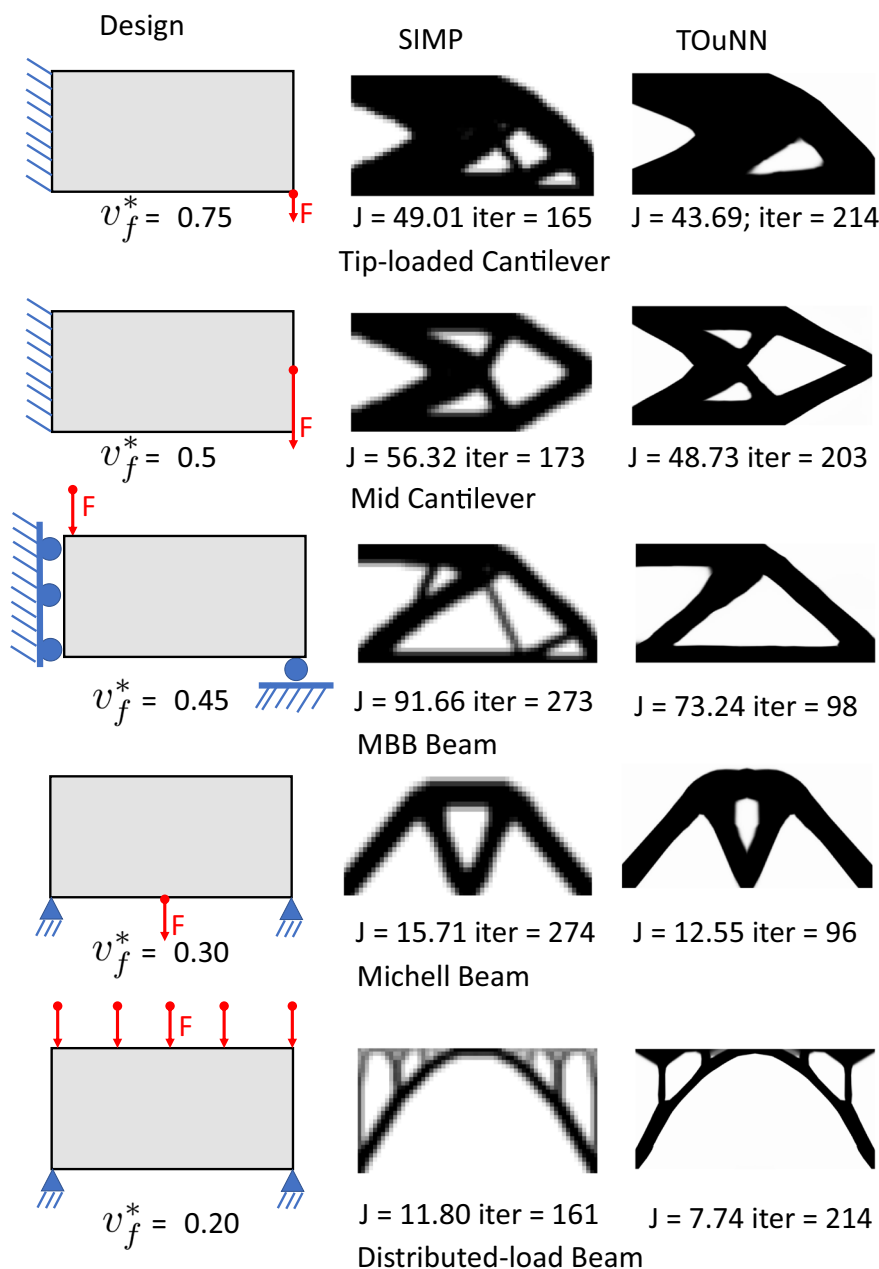 Design SIMP TOuNN
F
v*f = 0.75 J = 49.01 iter = 165 J = 43.69; iter = 214
Tip-loaded Cantilever
F
v*f = 0.5 J = 56.32 iter = 173 J = 48.73 iter = 203
Mid Cantilever
F
v*f = 0.45 J = 91.66 iter = 273 J = 73.24 iter = 98
MBB Beam
F
v*f = 0.30 J = 15.71 iter = 274 J = 12.55 iter = 96
Michell Beam
F
v*f = 0.20 J = 11.80 iter = 161 J = 7.74 iter = 214
Distributed-load Beam